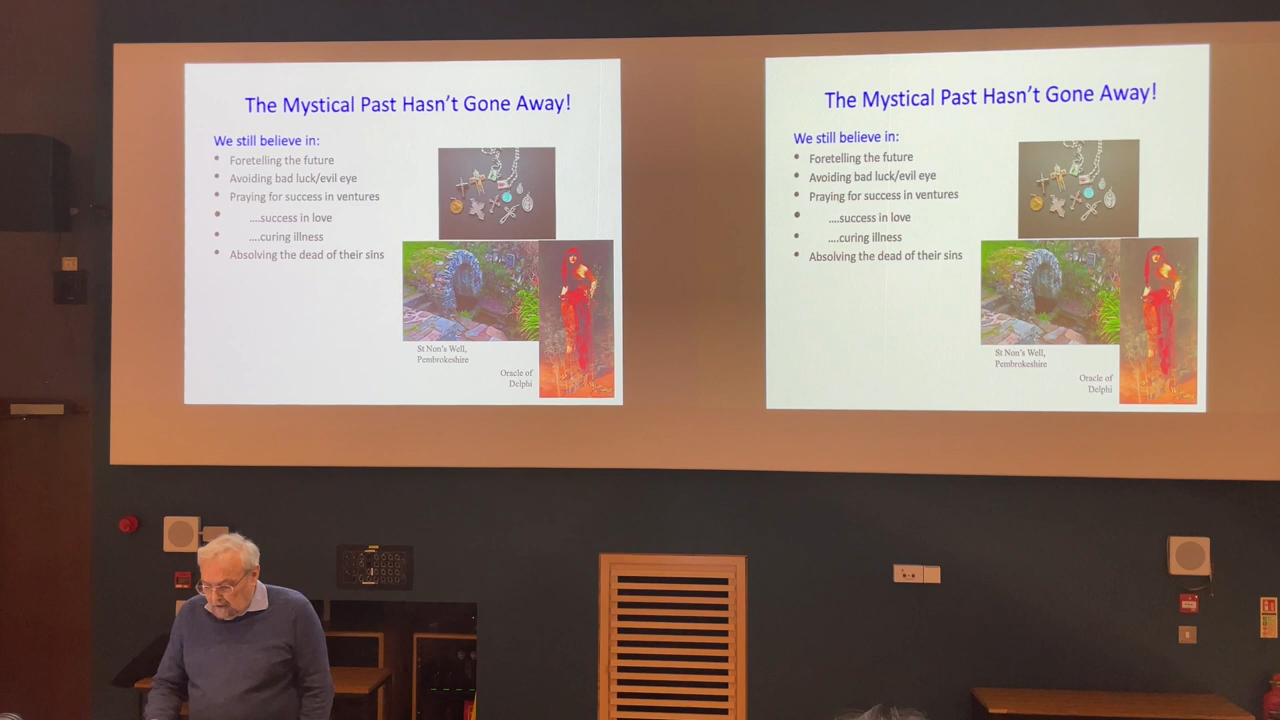 The Mystical Past Hasn't Gone Away!
We still believe in:
• Foretelling the future
• Avoiding bad luck/evil eye
• Praying for success in ventures
• ....success in love
• ....curing illness
• Absolving the dead of their sins
St Non's Well,
Pembrokeshire
Oracle of
Delphi
The Mystical Past Hasn't Gone Away!
We still believe in:
• Foretelling the future
• Avoiding bad luck/evil eye
• Praying for success in ventures
• ....success in love
• ....curing illness
• Absolving the dead of their sins
St Non's Well,
Pembrokeshire
Oracle of
Delphi